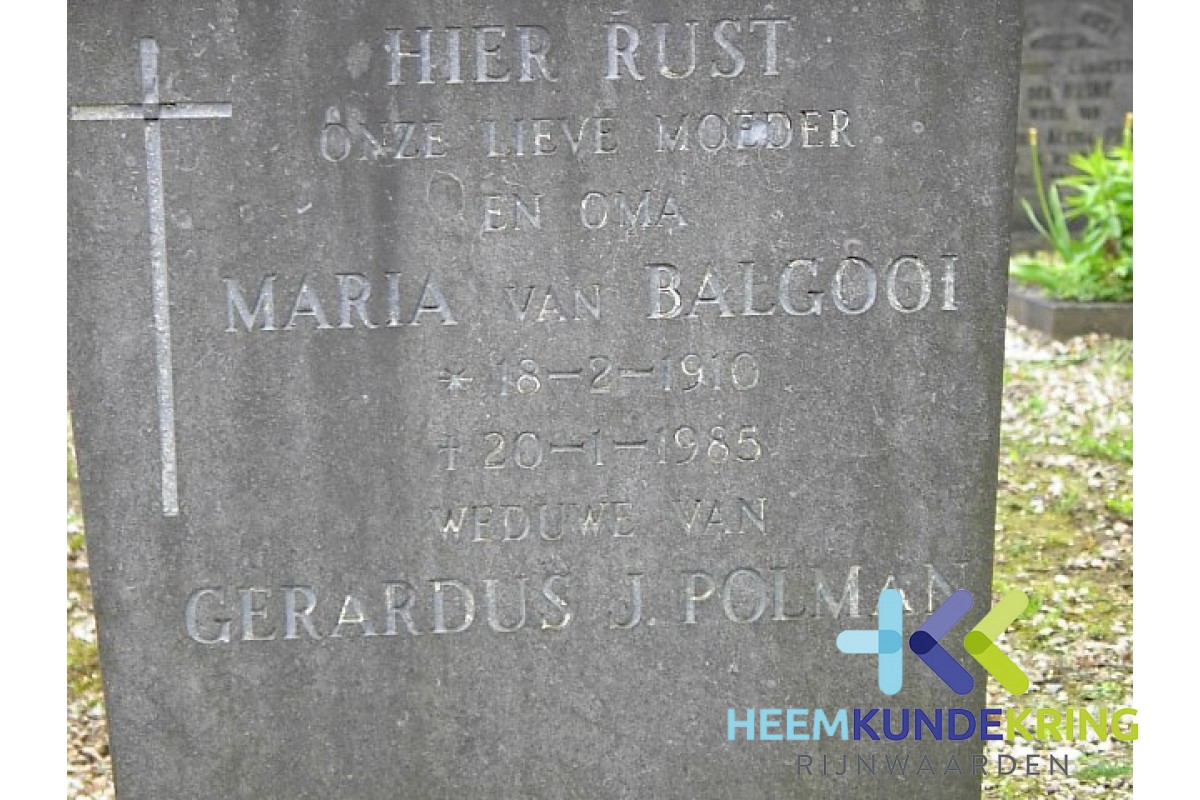 HIER RUST
ONZE LIEVE MOEDER
EN OMA
MARIA VAN BALGOOI
* 18-2-1910
† 20-1-1985
WEDUWE VAN
GERARDUS J. POLMAN
HEEMKUNDEKRING
RIJNWAARDEN